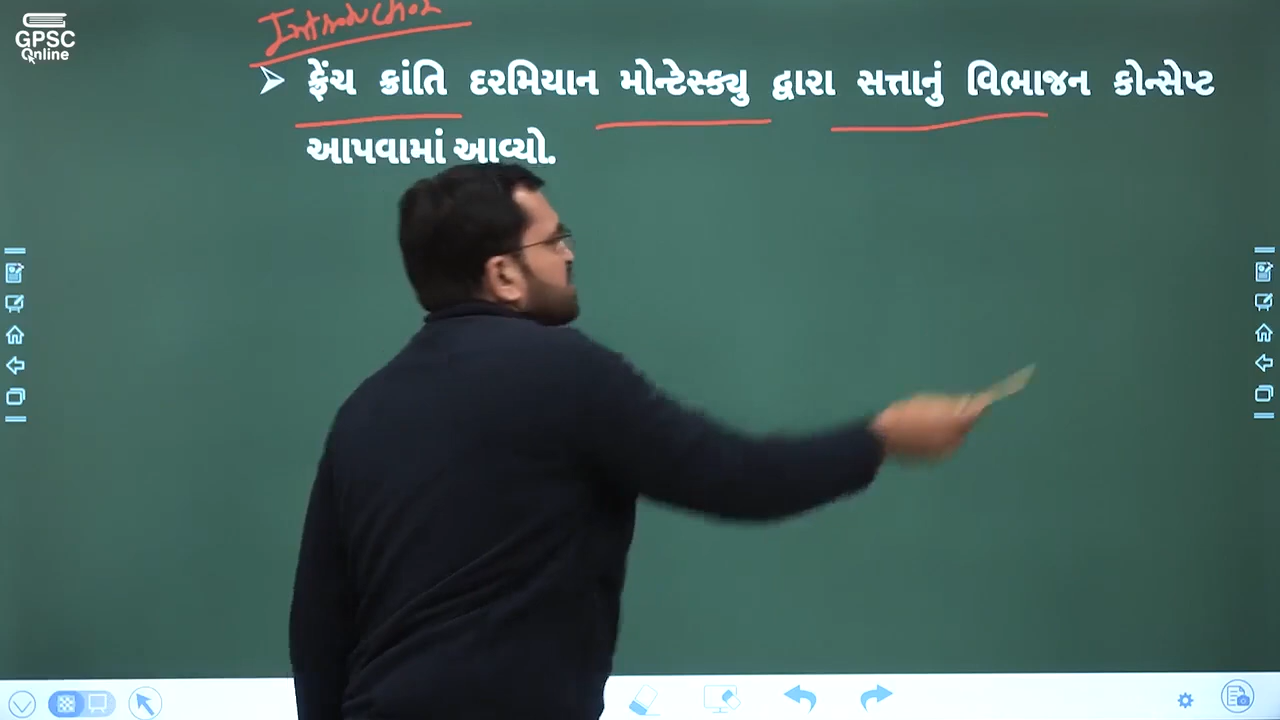 GPSC
Online
Introduction
➤ ફ્રેંચ ક્રાંતિ દરમિયાન મોન્ટેસ્ક્યુ દ્વારા સત્તાનું વિભાજન કોન્સેપ્ટ
આપવામાં આવ્યો.